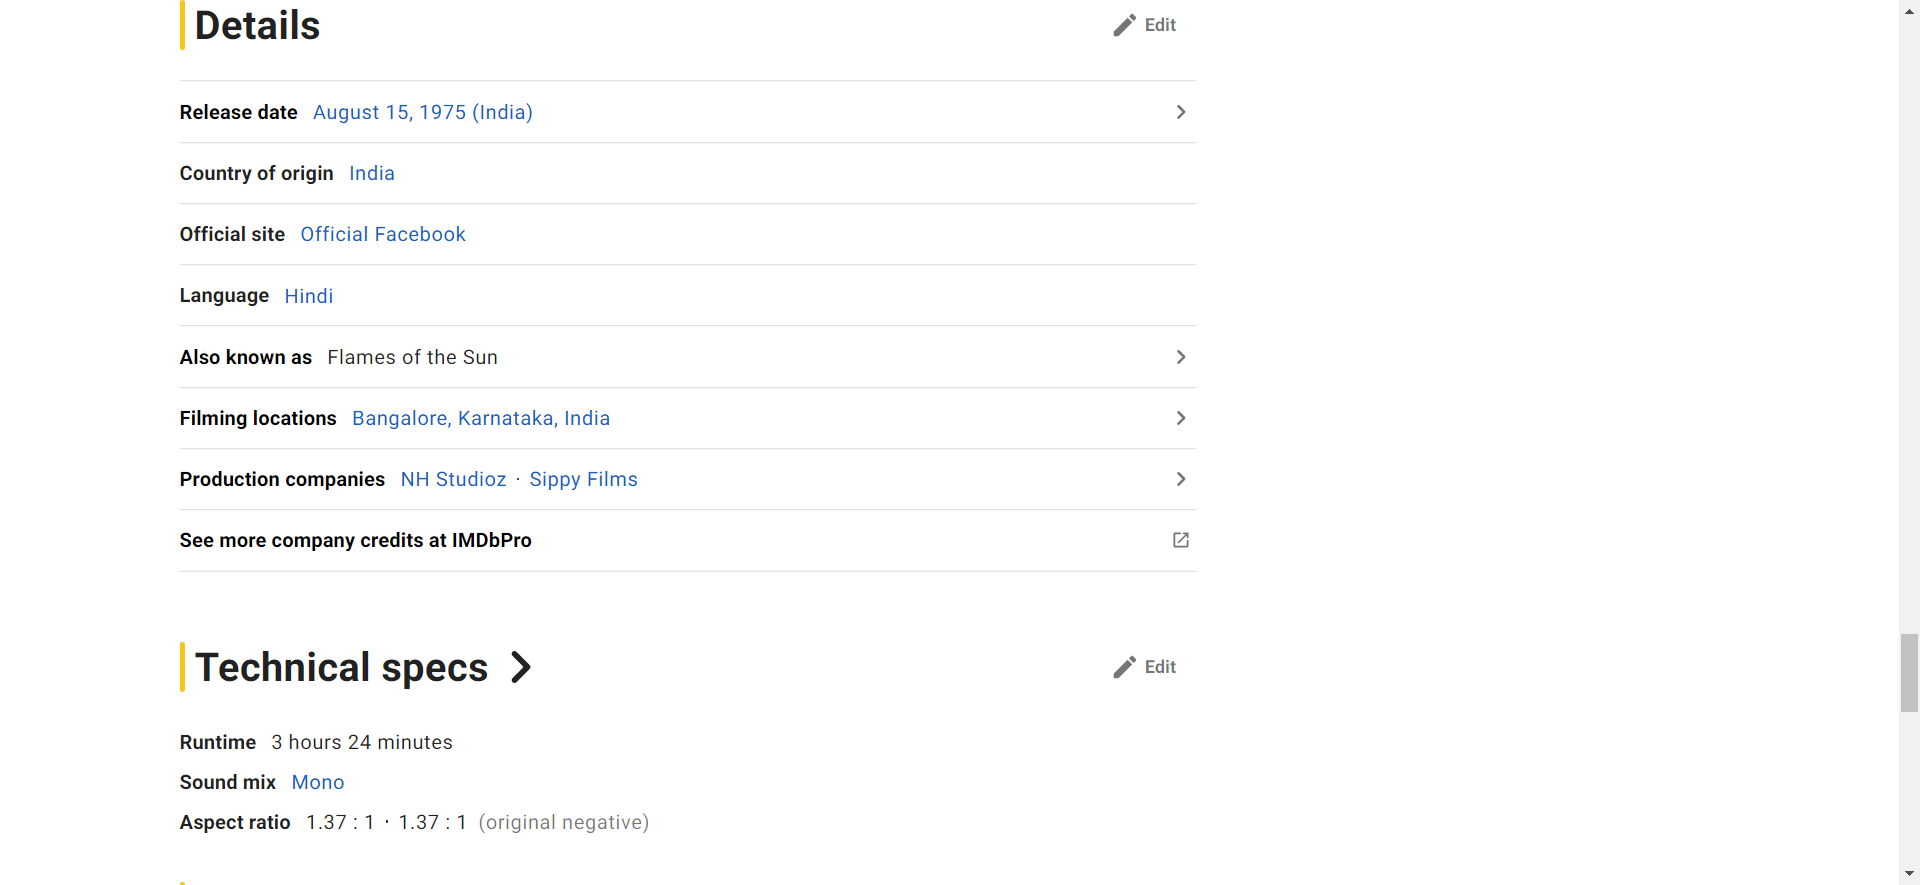 Details
Edit
Release date August 15, 1975 (India)
Country of origin India
Official site Official Facebook
Language Hindi
Also known as Flames of the Sun
Filming locations Bangalore, Karnataka, India
Production companies NH Studioz · Sippy Films
See more company credits at IMDbPro
Technical specs
Edit
Runtime 3 hours 24 minutes
Sound mix Mono
Aspect ratio 1.37 : 1 · 1.37 : 1 (original negative)